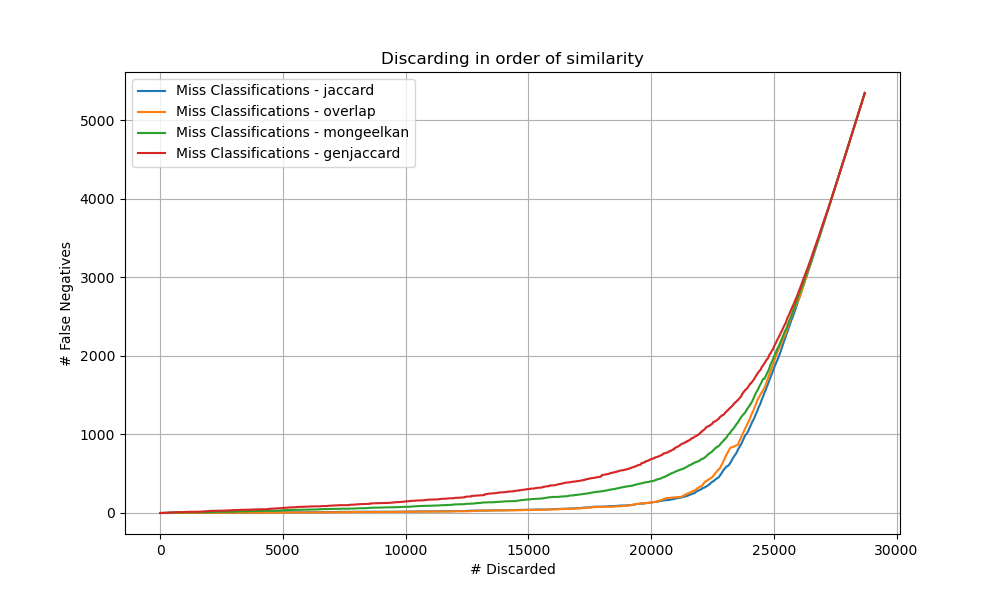 Discarding in order of similarity
Miss Classifications - jaccard
Miss Classifications - overlap
Miss Classifications - mongeelkan
Miss Classifications - genjaccard
# False Negatives
5000
4000
3000
2000
1000
0
0 5000 10000 15000 20000 25000 30000
# Discarded